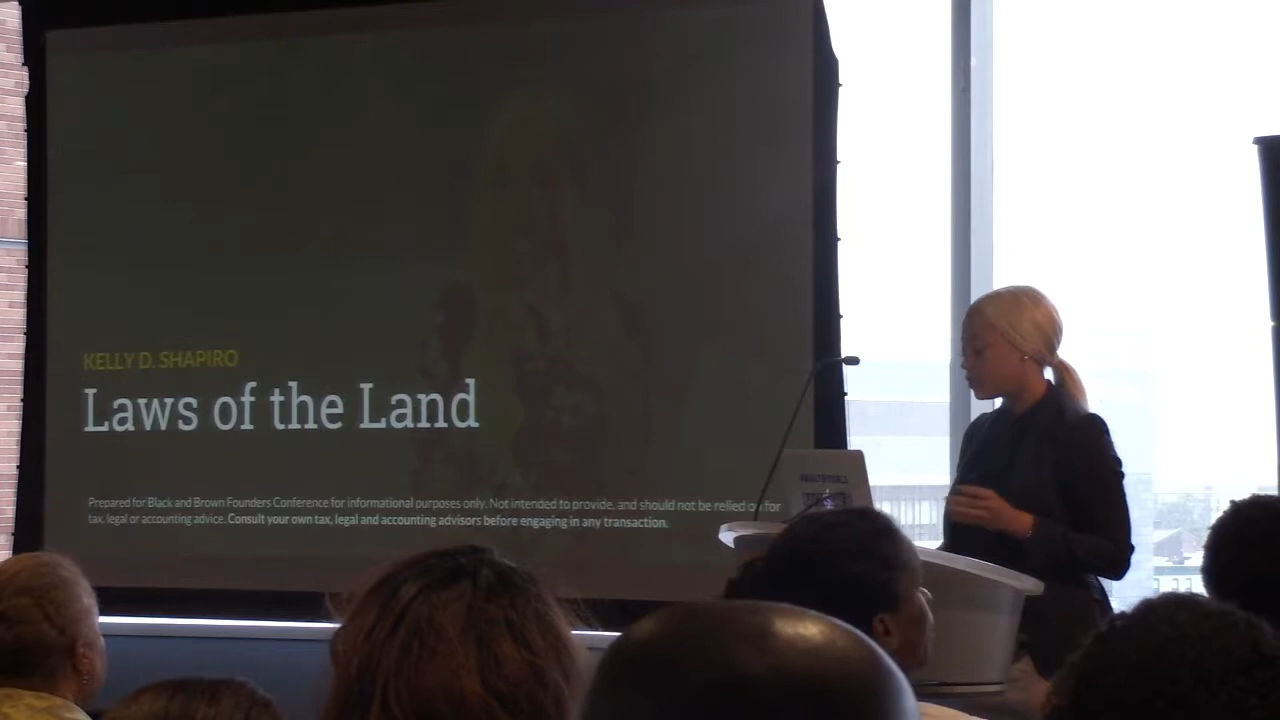 KELLY D. SHAPIRO
Laws of the Land
Prepared for Black and Brown Founders Conference for informational purposes only. Not intended to provide, and should not be relied on for
tax, legal or accounting advice. Consult your own tax, legal and accounting advisors before engaging in any transaction.